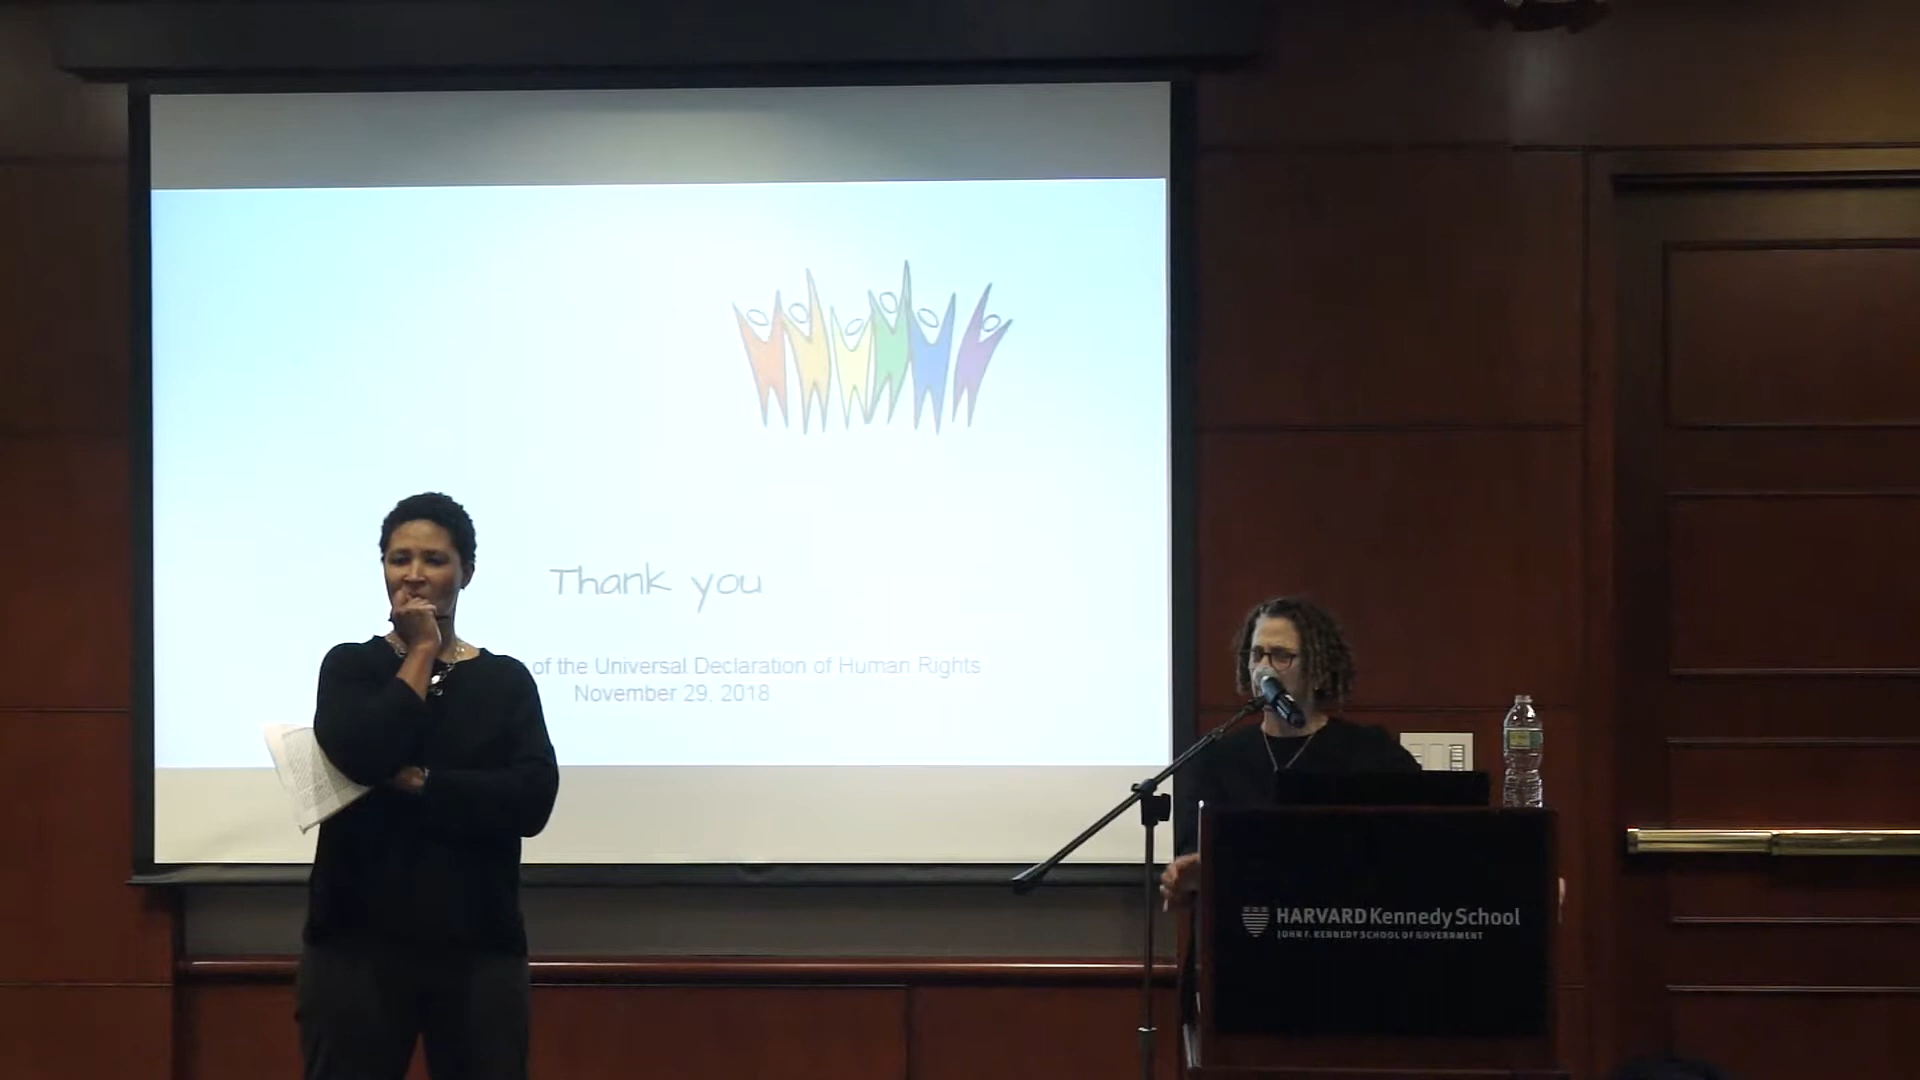 Thank you
of the Universal Declaration of Human Rights
November 29, 2018
HARVARD Kennedy School
JOHN F. KENNEDY SCHOOL OF GOVERNMENT